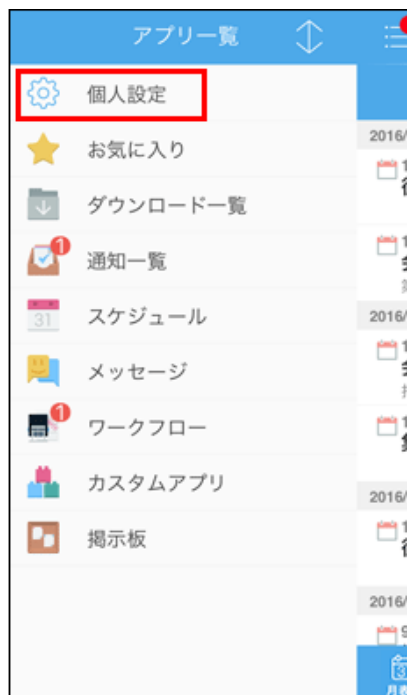 アプリ一覧
個人設定
お気に入り
ダウンロード一覧
1
通知一覧
31
スケジュール
メッセージ
1
ワークフロー
カスタムアプリ
掲示板
2016/
2016/
2016/
2016/